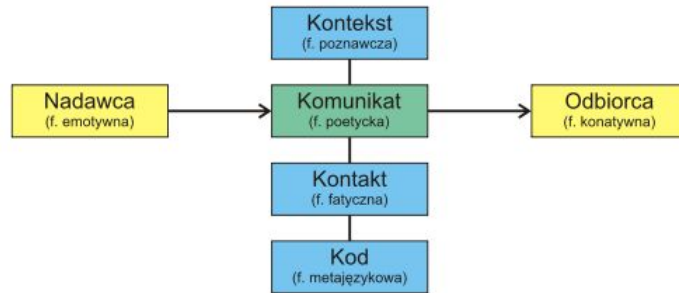 Kontekst
(f. poznawcza)
Nadawca
(f. emotywna)
Komunikat
(f. poetycka)
Odbiorca
(f. konatywna)
Kontakt
(f. fatyczna)
Kod
(f. metajęzykowa)